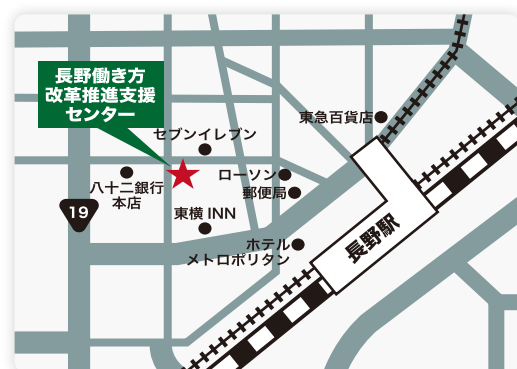 長野働き方
改革推進支援
センター
東急百貨店
セブンイレブン
ローソン
八十二銀行
本店
郵便局
19
東横INN
ホテル
メトロポリタン
長野駅